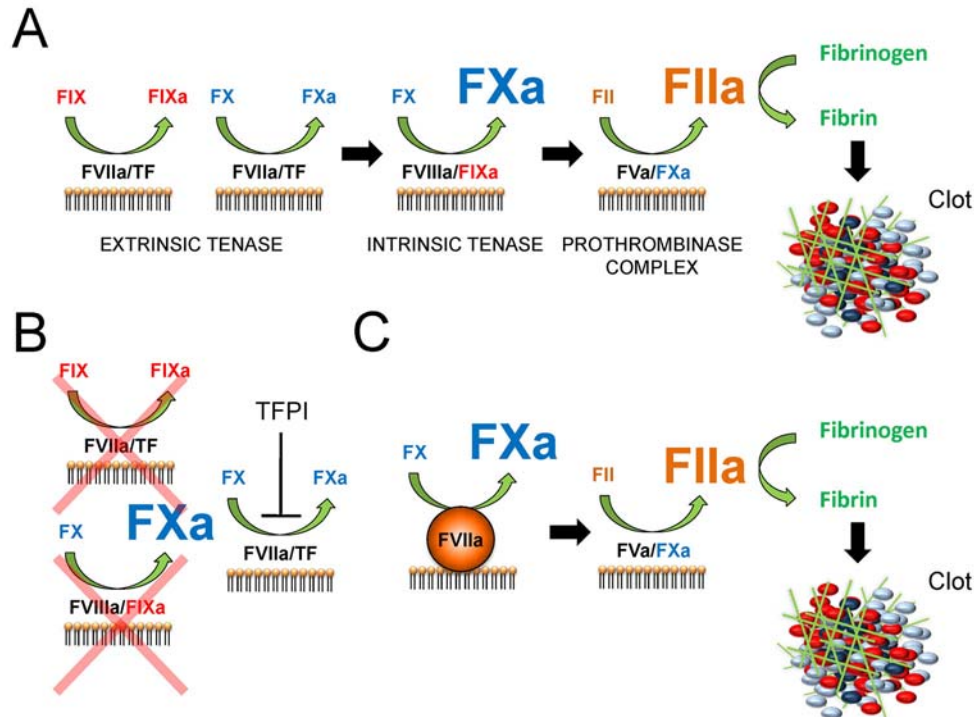 A
FIX FIXa FX FXa FX FXa FII FIIa Fibrinogen
Fibrin
FVIIa/TF FVIIa/TF FVIIIa/FIXa FVa/FXa
Clot
EXTRINSIC TENASE INTRINSIC TENASE PROTHROMBINASE
COMPLEX
B
FIX FIXa
FVIIa/TF
TFPI
FX FXa
FX FXa
FVIIa/TF
FVIIIa/FIXa
C
FX FXa
FVIIa
FII FIIa
FVa/FXa
Fibrinogen
Fibrin
Clot